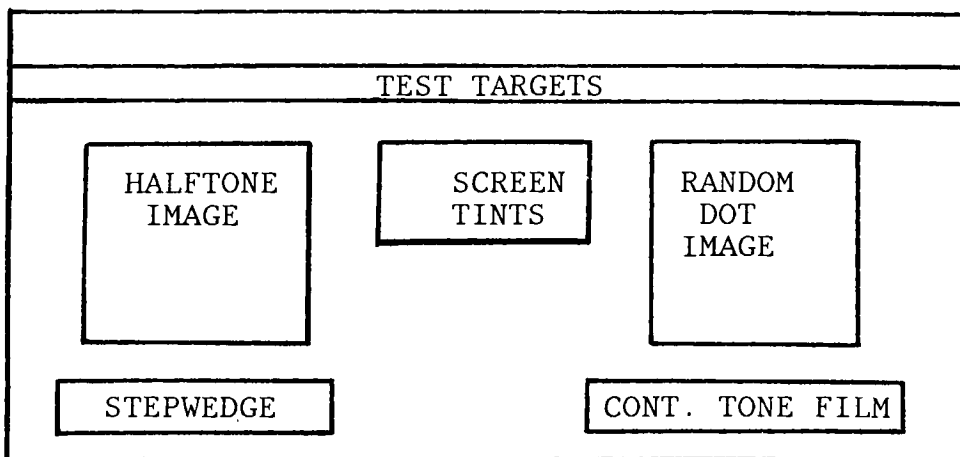 TEST TARGETS
HALFTONE
IMAGE
SCREEN
TINTS
RANDOM
DOT
IMAGE
STEPWEDGE
CONT. TONE FILM